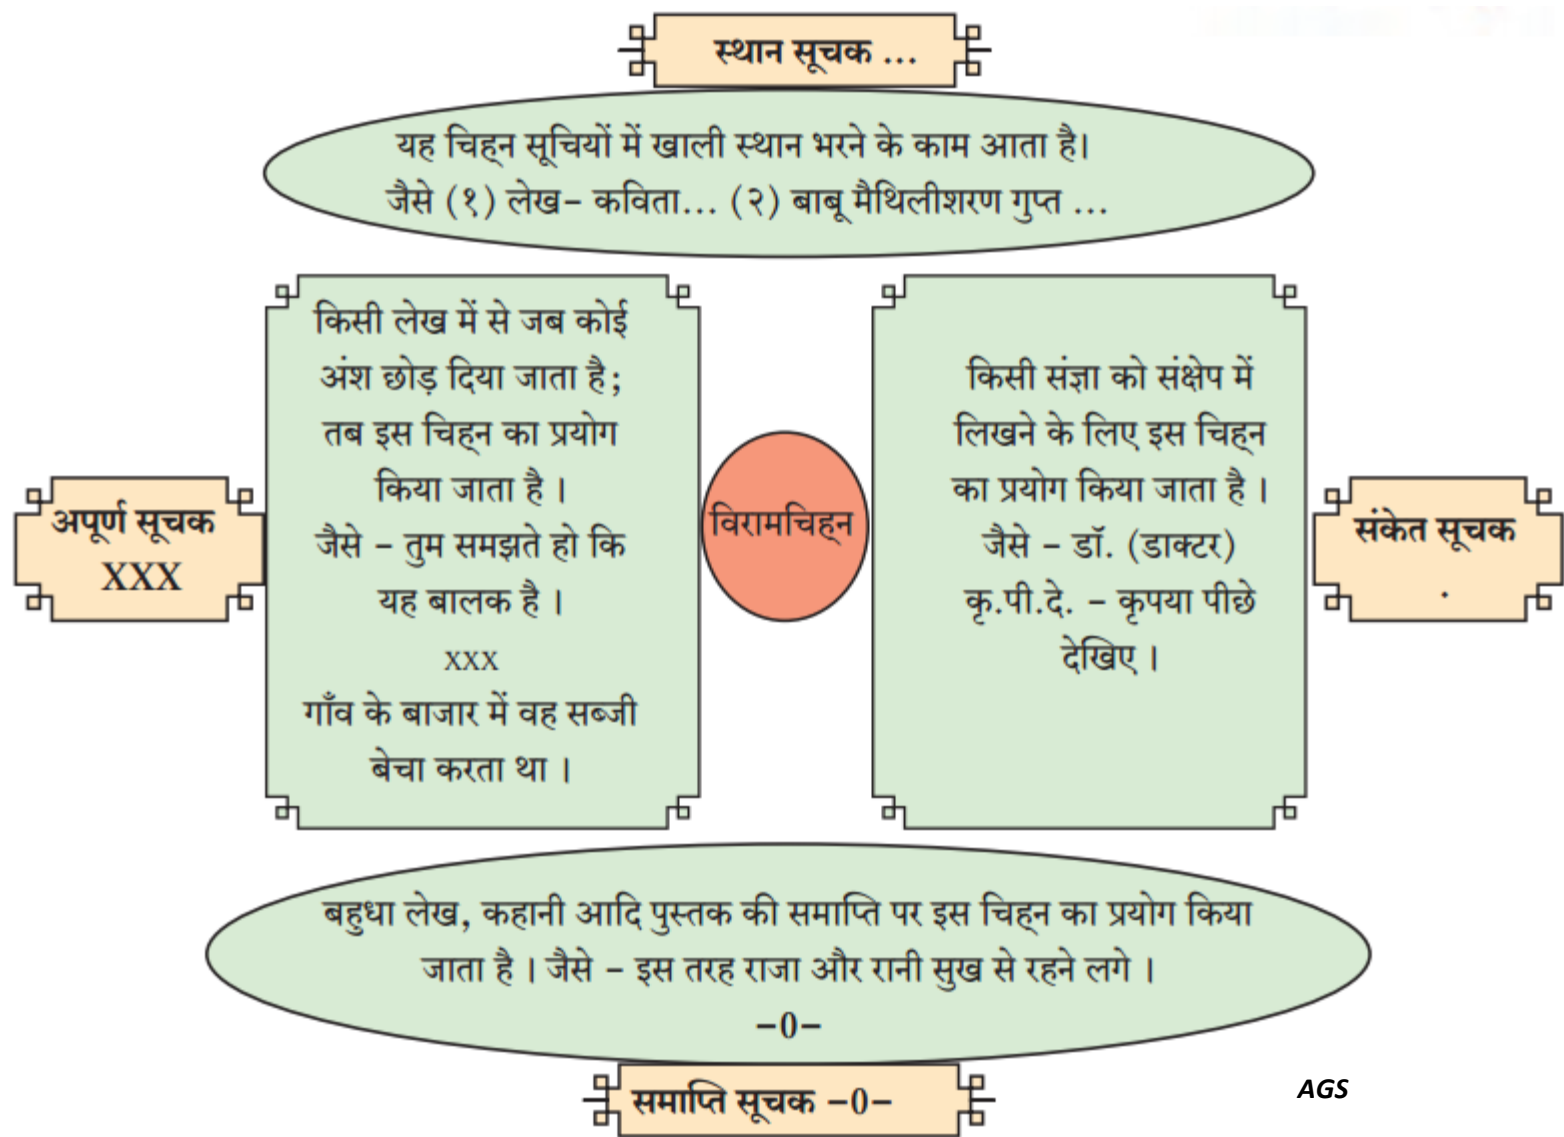 स्थान सूचक ...
यह चिह्‌न सूचियों में खाली स्थान भरने के काम आता है।
जैसे (१) लेख- कविता... (२) बाबू मैथिलीशरण गुप्त ...
अपूर्ण सूचक
XXX
किसी लेख में से जब कोई
अंश छोड़ दिया जाता है;
तब इस चिह्‌न का प्रयोग
किया जाता है ।
जैसे - तुम समझते हो कि
यह बालक है ।
xxx
गाँव के बाजार में वह सब्जी
बेचा करता था ।
विरामचिह्‌न
किसी संज्ञा को संक्षेप में
लिखने के लिए इस चिह्‌न
का प्रयोग किया जाता है ।
जैसे - डॉ. (डाक्टर)
कृ.पी.दे. - कृपया पीछे
देखिए ।
संकेत सूचक
.
बहुधा लेख, कहानी आदि पुस्तक की समाप्ति पर इस चिह्‌न का प्रयोग किया
जाता है । जैसे - इस तरह राजा और रानी सुख से रहने लगे ।
-0-
समाप्ति सूचक -0-
AGS